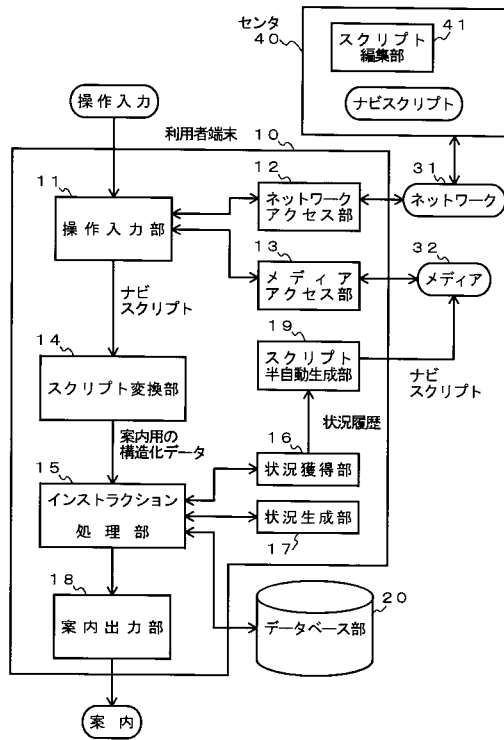 センタ
40
41
スクリプト
編集部
ナビスクリプト
操作入力
利用者端末
10
11
操作入力部
12
ネットワーク
アクセス部
31
ネットワーク
13
メディア
アクセス部
32
メディア
ナビ
スクリプト
14
スクリプト変換部
19
スクリプト
半自動生成部
ナビ
スクリプト
案内用の
構造化データ
状況履歴
15
インストラクション
処理部
16
状況獲得部
状況生成部
17
18
案内出力部
20
データベース部
案内